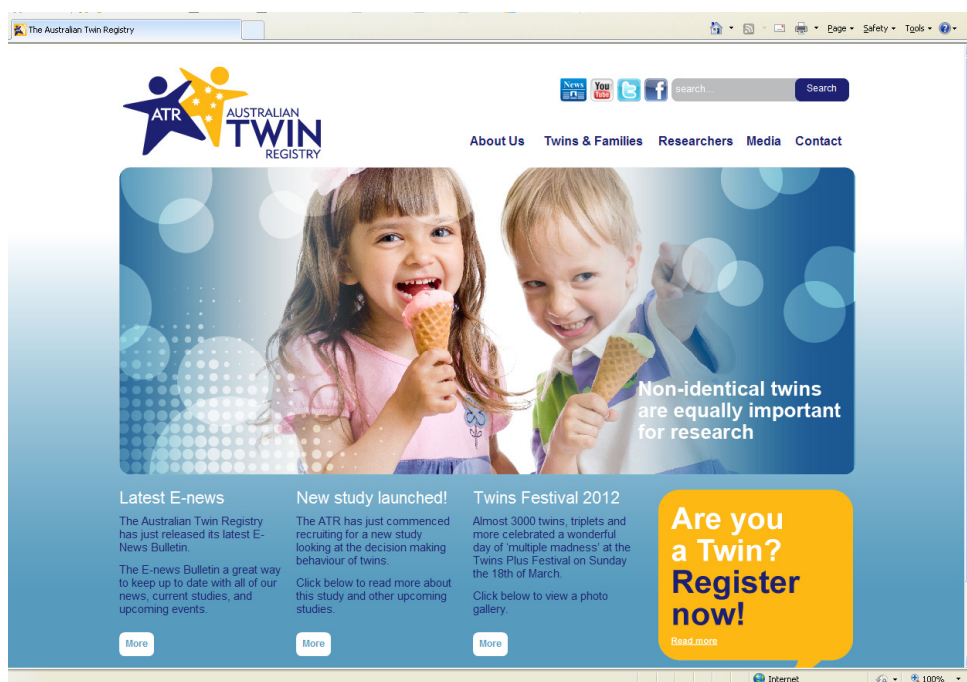 The Australian Twin Registry
Page
Safety
Tools
ATR
AUSTRALIAN
TWIN
REGISTRY
News
You
Tube
search...
Search
About Us
Twins & Families
Researchers
Media
Contact
Non-identical twins
are equally important
for research
Latest E-news
The Australian Twin Registry
has just released its latest E-
News Bulletin.
The E-news Bulletin a great way
to keep up to date with all of our
news, current studies, and
upcoming events.
More
New study launched!
The ATR has just commenced
recruiting for a new study
looking at the decision making
behaviour of twins.
Click below to read more about
this study and other upcoming
studies.
More
Twins Festival 2012
Almost 3000 twins, triplets and
more celebrated a wonderful
day of 'multiple madness' at the
Twins Plus Festival on Sunday
the 18th of March.
Click below to view a photo
gallery.
More
Are you
a Twin?
Register
now!
Read more
Internet
100%